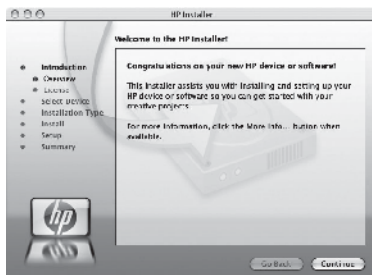 HP Installer
Welcome to the HP Installer!
Introduction
Overview
License
Select Device
Installation Type
Install
Setup
Summary
Congratulations on your new HP device or software!
This installer assists you with installing and setting up your
HP device or software so you can get started with your
creative projects.
For more information, click the More Info... button when
available.
hp
Go Back
Continue